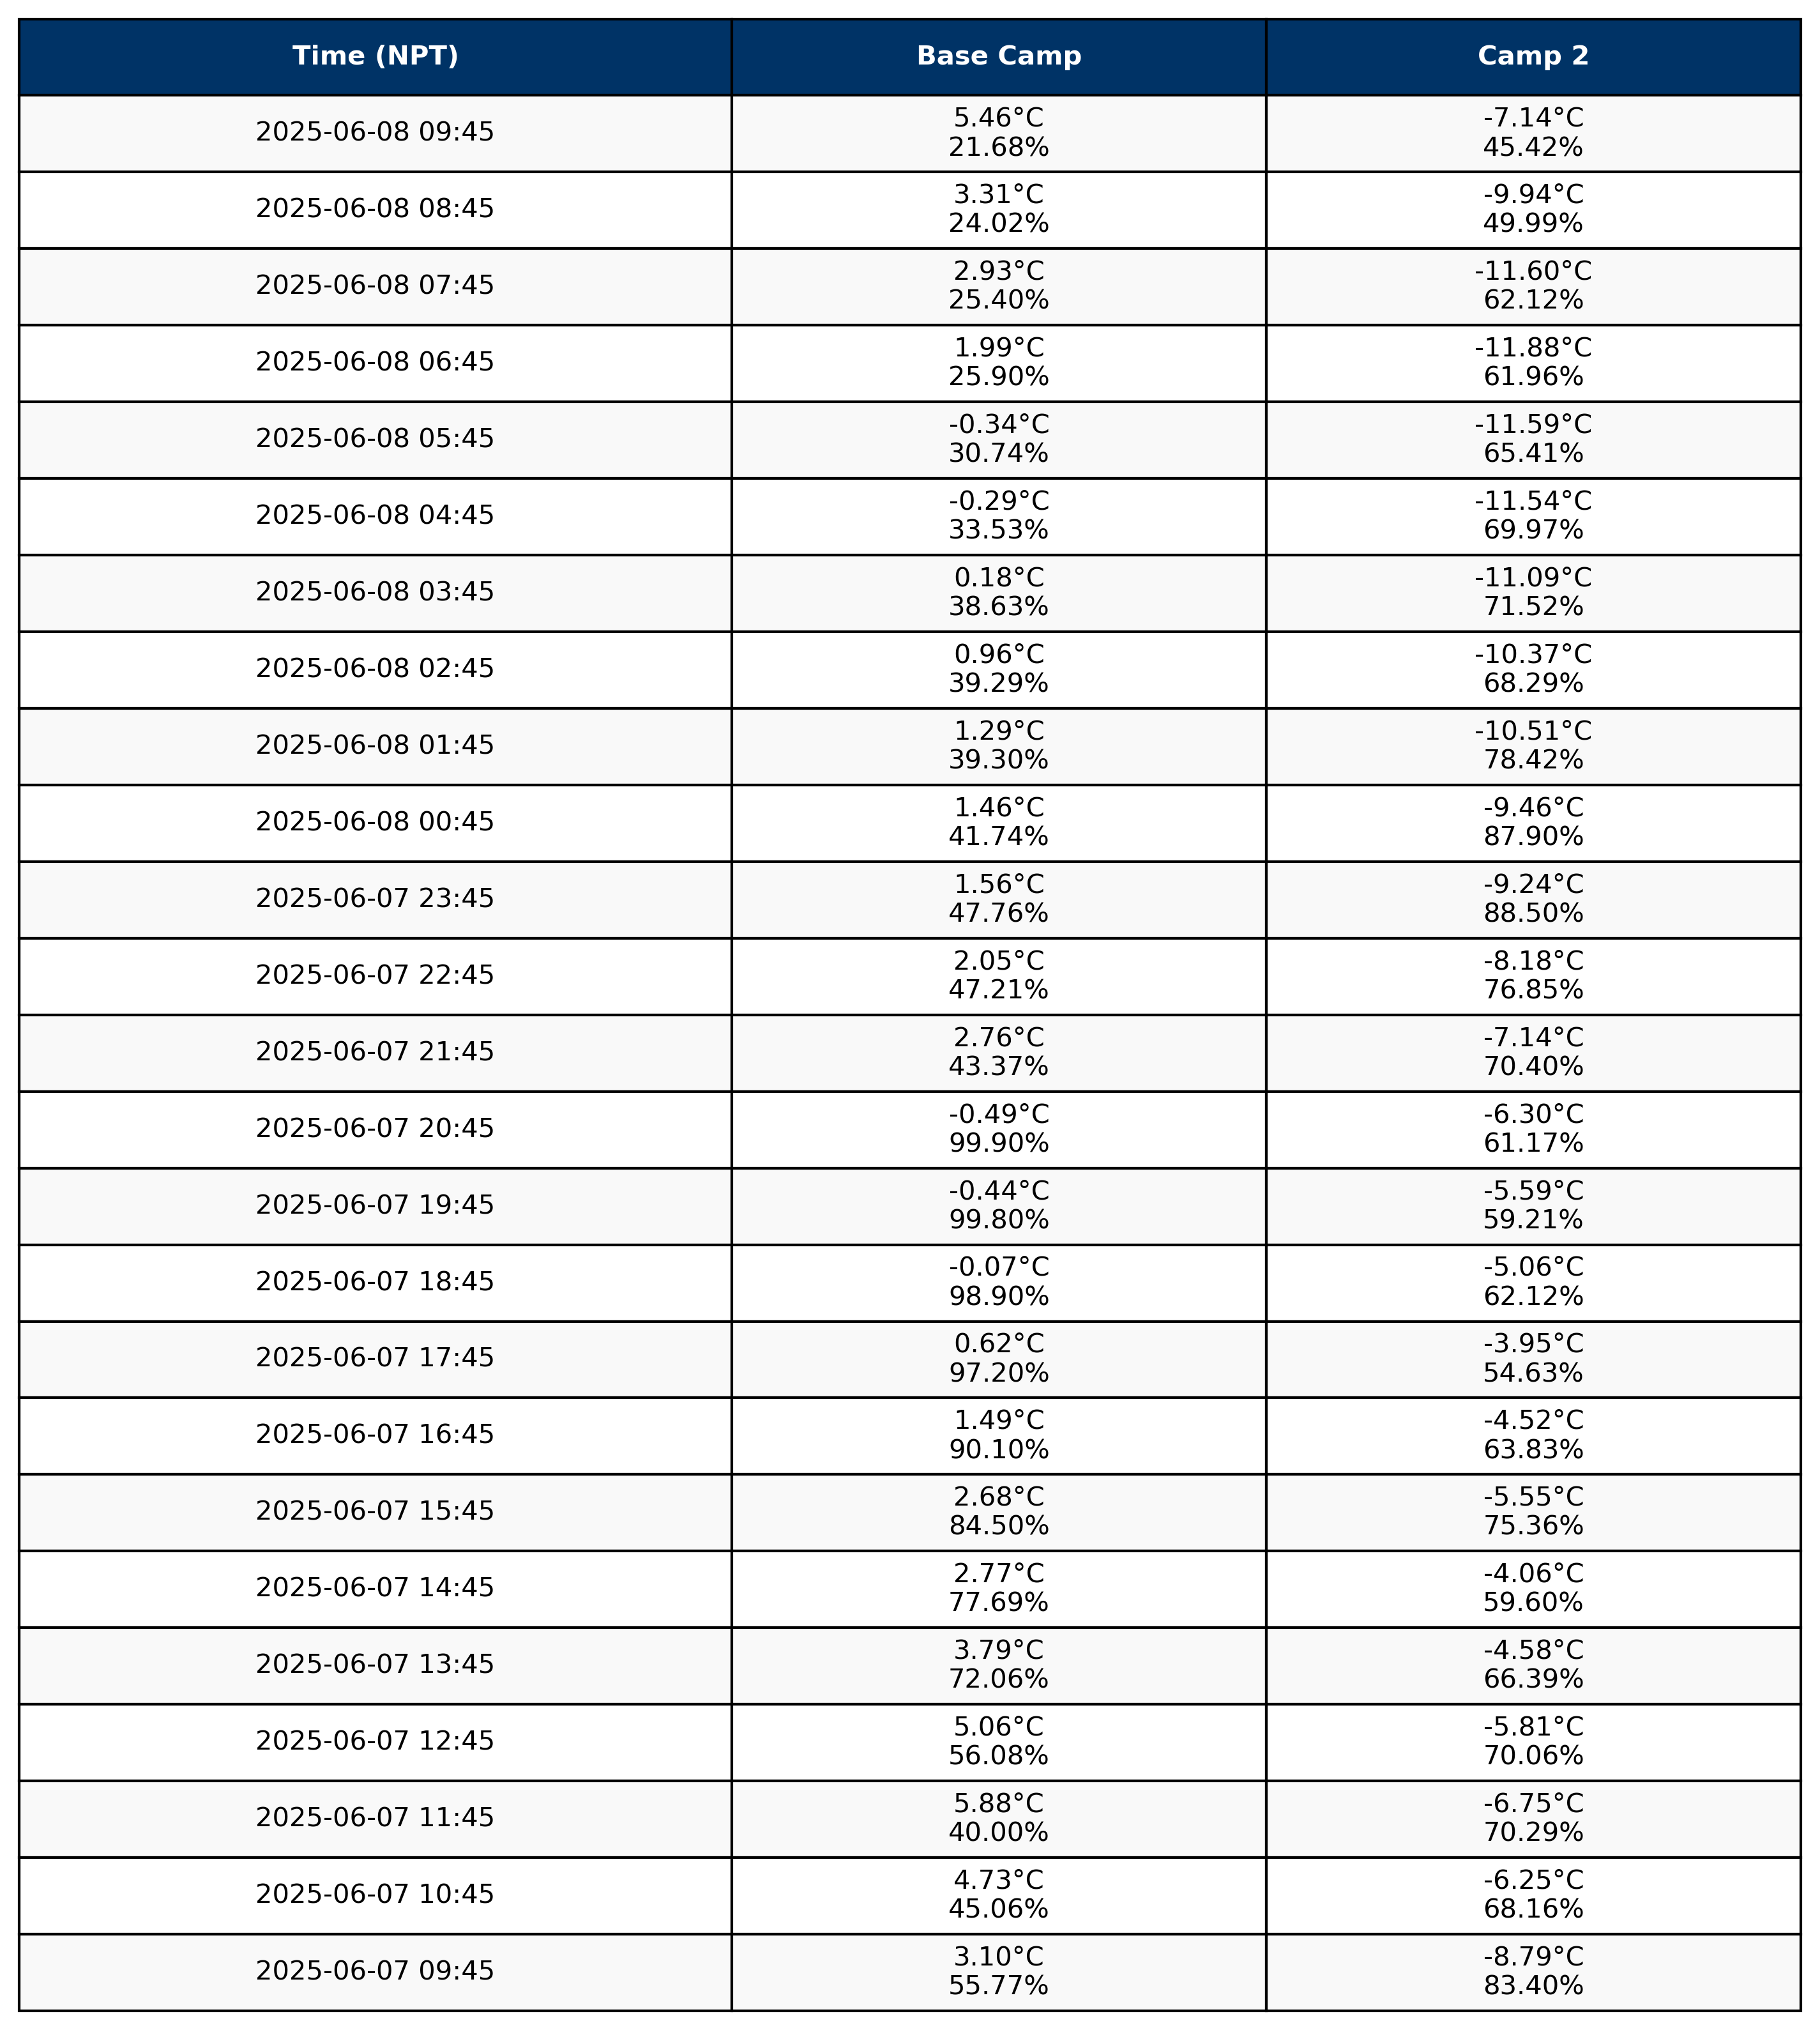 Time (NPT) Base Camp Camp 2
2025-06-08 09:45 5.46°C -7.14°C
21.68% 45.42%
2025-06-08 08:45 3.31°C -9.94°C
24.02% 49.99%
2025-06-08 07:45 2.93°C -11.60°C
25.40% 62.12%
2025-06-08 06:45 1.99°C -11.88°C
25.90% 61.96%
2025-06-08 05:45 -0.34°C -11.59°C
30.74% 65.41%
2025-06-08 04:45 -0.29°C -11.54°C
33.53% 69.97%
2025-06-08 03:45 0.18°C -11.09°C
38.63% 71.52%
2025-06-08 02:45 0.96°C -10.37°C
39.29% 68.29%
2025-06-08 01:45 1.29°C -10.51°C
39.30% 78.42%
2025-06-08 00:45 1.46°C -9.46°C
41.74% 87.90%
2025-06-07 23:45 1.56°C -9.24°C
47.76% 88.50%
2025-06-07 22:45 2.05°C -8.18°C
47.21% 76.85%
2025-06-07 21:45 2.76°C -7.14°C
43.37% 70.40%
2025-06-07 20:45 -0.49°C -6.30°C
99.90% 61.17%
2025-06-07 19:45 -0.44°C -5.59°C
99.80% 59.21%
2025-06-07 18:45 -0.07°C -5.06°C
98.90% 62.12%
2025-06-07 17:45 0.62°C -3.95°C
97.20% 54.63%
2025-06-07 16:45 1.49°C -4.52°C
90.10% 63.83%
2025-06-07 15:45 2.68°C -5.55°C
84.50% 75.36%
2025-06-07 14:45 2.77°C -4.06°C
77.69% 59.60%
2025-06-07 13:45 3.79°C -4.58°C
72.06% 66.39%
2025-06-07 12:45 5.06°C -5.81°C
56.08% 70.06%
2025-06-07 11:45 5.88°C -6.75°C
40.00% 70.29%
2025-06-07 10:45 4.73°C -6.25°C
45.06% 68.16%
2025-06-07 09:45 3.10°C -8.79°C
55.77% 83.40%